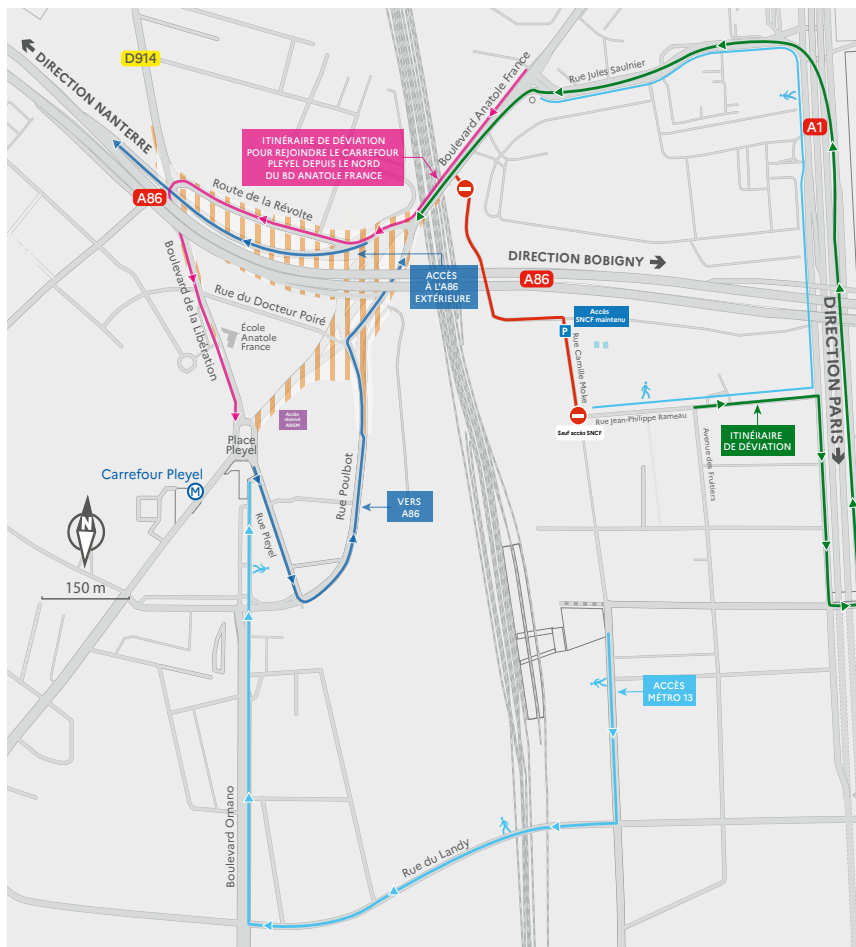 D914
DIRECTION NANTERRE
Rue Jules Saulnier
Boulevard Anatole France
A1
ITINÉRAIRE DE DÉVIATION
POUR REJOINDRE LE CARREFOUR
PLEYEL DEPUIS LE NORD
DU BD ANATOLE FRANCE
A86
Route de la Révolte
DIRECTION BOBIGNY
A86
ACCÈS
À L'A86
EXTÉRIEURE
Boulevard de la Libération
Rue du Docteur Poiré
École
Anatole
France
Accès
SNCF maintenu
P
Rue Camille Moke
DIRECTION PARIS
Accès
réservé
ANSM
Sauf accès SNCF
Rue Jean-Philippe Rameau
Avenue des Fruitiers
ITINÉRAIRE
DE DÉVIATION
Place
Pleyel
Carrefour Pleyel
M
Rue Pleyel
Rue Poulbot
VERS
A86
N
150 m
ACCÈS
MÉTRO 13
Boulevard Ornano
Rue du Landy